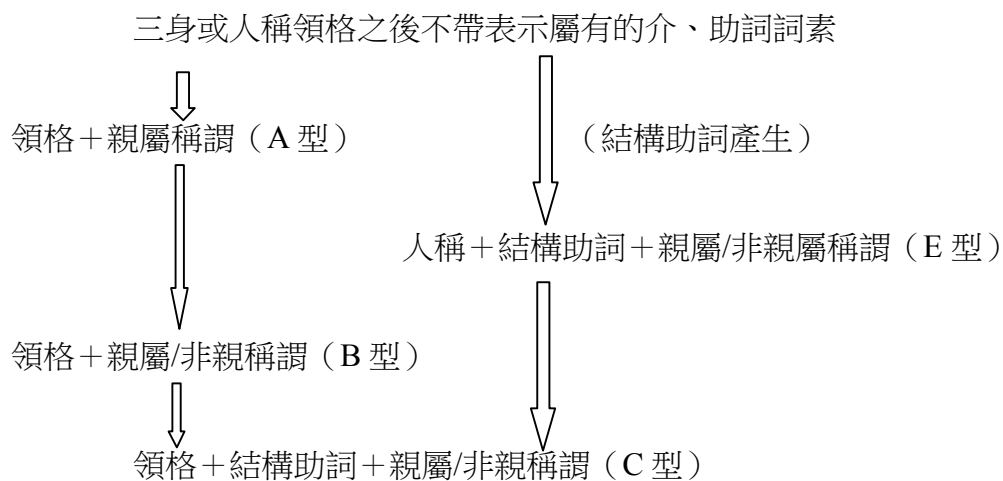 三身或人稱領格之後不帶表示屬有的介、助詞詞素
領格＋親屬稱謂（A 型）
（結構助詞產生）
人稱＋結構助詞＋親屬/非親屬稱謂（E 型）
領格＋親屬/非親稱謂（B 型）
領格＋結構助詞＋親屬/非親稱謂（C 型）